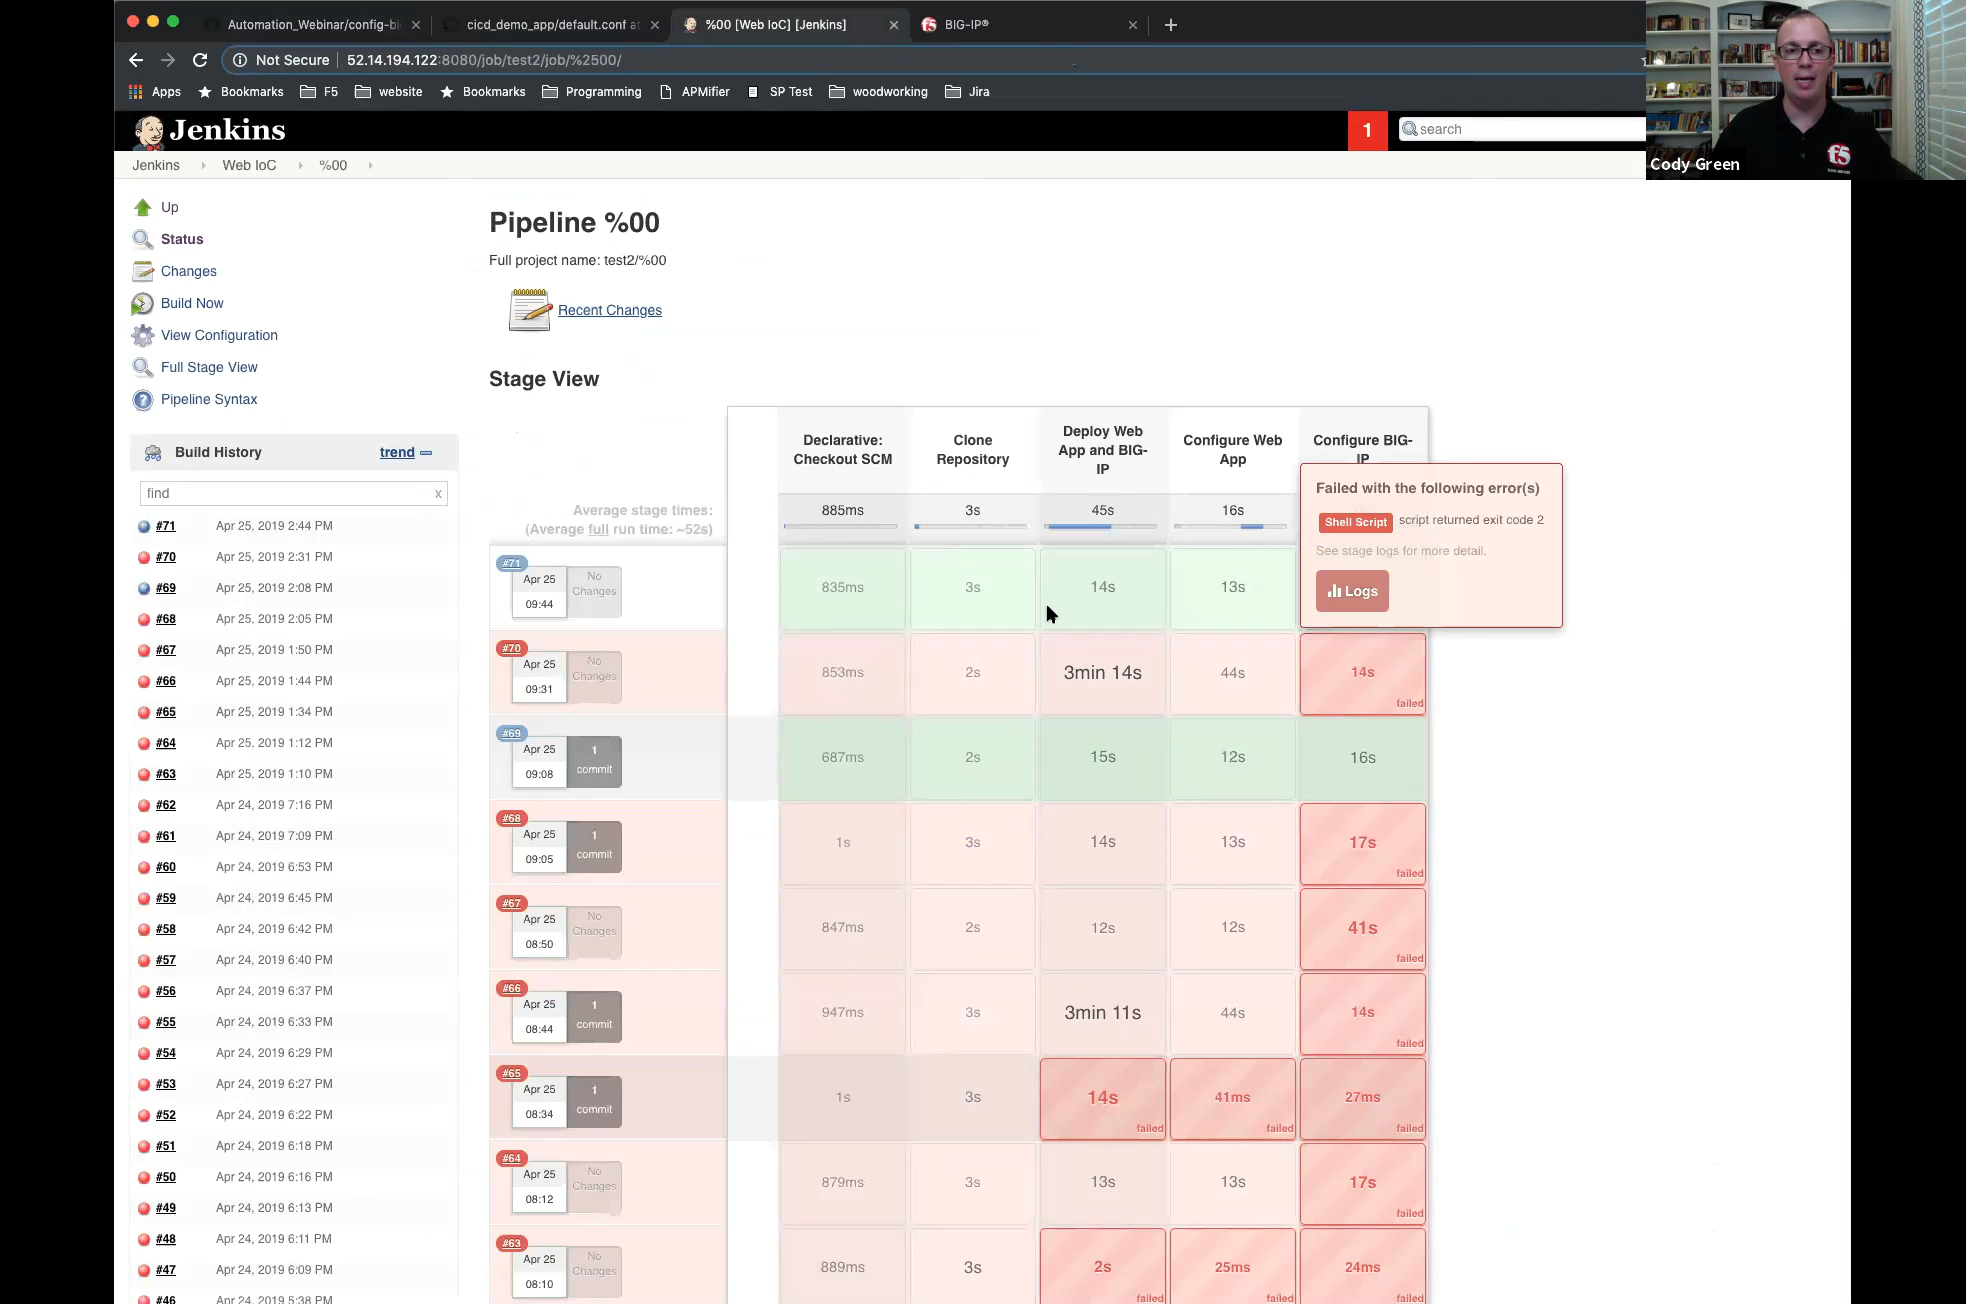 Automation_Webinar/config-bi
cicd_demo_app/default.conf at
%00 [Web IoC] [Jenkins]
BIG-IP®
Not Secure 52.14.194.122:8080/job/test2/job/%2500/
Apps Bookmarks F5 website Bookmarks Programming APMifier SP Test woodworking Jira
Jenkins
1
search
f5
Cody Green
Jenkins Web IoC %00
Up
Status
Changes
Build Now
View Configuration
Full Stage View
Pipeline Syntax
Build History trend
find x
#71 Apr 25, 2019 2:44 PM
#70 Apr 25, 2019 2:31 PM
#69 Apr 25, 2019 2:08 PM
#68 Apr 25, 2019 2:05 PM
#67 Apr 25, 2019 1:50 PM
#66 Apr 25, 2019 1:44 PM
#65 Apr 25, 2019 1:34 PM
#64 Apr 25, 2019 1:12 PM
#63 Apr 25, 2019 1:10 PM
#62 Apr 24, 2019 7:16 PM
#61 Apr 24, 2019 7:09 PM
#60 Apr 24, 2019 6:53 PM
#59 Apr 24, 2019 6:45 PM
#58 Apr 24, 2019 6:42 PM
#57 Apr 24, 2019 6:40 PM
#56 Apr 24, 2019 6:37 PM
#55 Apr 24, 2019 6:33 PM
#54 Apr 24, 2019 6:29 PM
#53 Apr 24, 2019 6:27 PM
#52 Apr 24, 2019 6:22 PM
#51 Apr 24, 2019 6:18 PM
#50 Apr 24, 2019 6:16 PM
#49 Apr 24, 2019 6:13 PM
#48 Apr 24, 2019 6:11 PM
#47 Apr 24, 2019 6:09 PM
#46 Apr 24, 2019 5:38 PM
Pipeline %00
Full project name: test2/%00
Recent Changes
Stage View
Declarative: Clone Deploy Web Configure Web Configure BIG-
Checkout SCM Repository App and BIG- App IP
IP
Average stage times:
(Average full run time: ~52s)
885ms 3s 45s 16s
Failed with the following error(s)
Shell Script script returned exit code 2
See stage logs for more detail.
Logs
#71
Apr 25 No
09:44 Changes
835ms 3s 14s 13s
#70
Apr 25 No
09:31 Changes
853ms 2s 3min 14s 44s 14s
failed
#69
Apr 25 1
09:08 commit
687ms 2s 15s 12s 16s
#68
Apr 25 1
09:05 commit
1s 3s 14s 13s 17s
failed
#67
Apr 25 No
08:50 Changes
847ms 2s 12s 12s 41s
failed
#66
Apr 25 1
08:44 commit
947ms 3s 3min 11s 44s 14s
failed
#65
Apr 25 1
08:34 commit
1s 3s 14s 41ms 27ms
failed failed failed
#64
Apr 25 No
08:12 Changes
879ms 3s 13s 13s 17s
failed
#63
Apr 25 No
08:10 Changes
889ms 3s 2s 25ms 24ms
failed failed failed